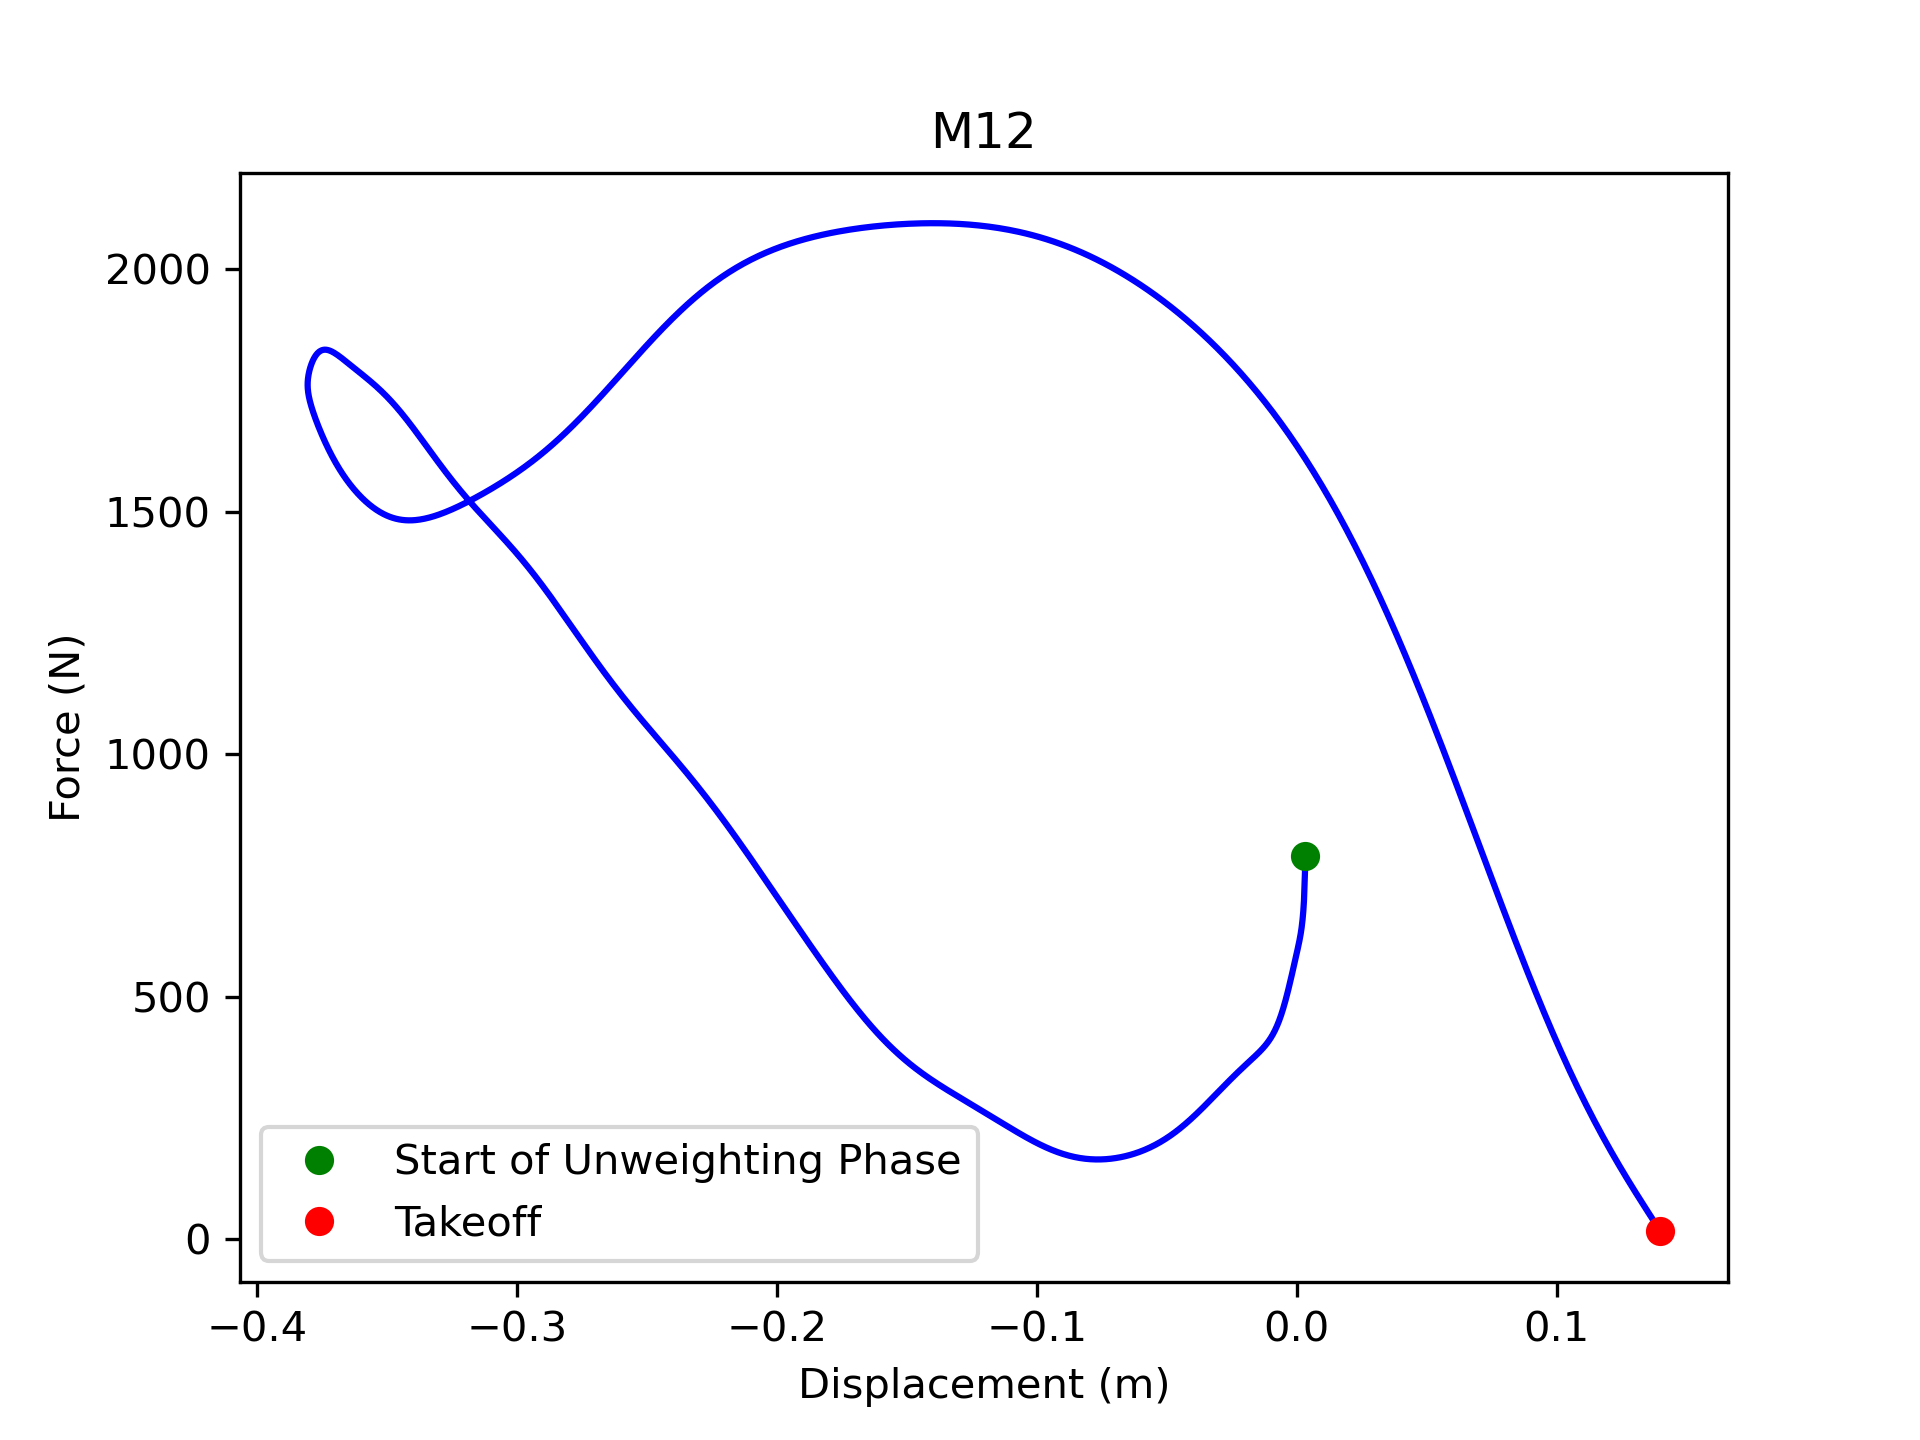 M12
Force (N)
2000
1500
1000
500
0
Start of Unweighting Phase
Takeoff
−0.4 −0.3 −0.2 −0.1 0.0 0.1
Displacement (m)